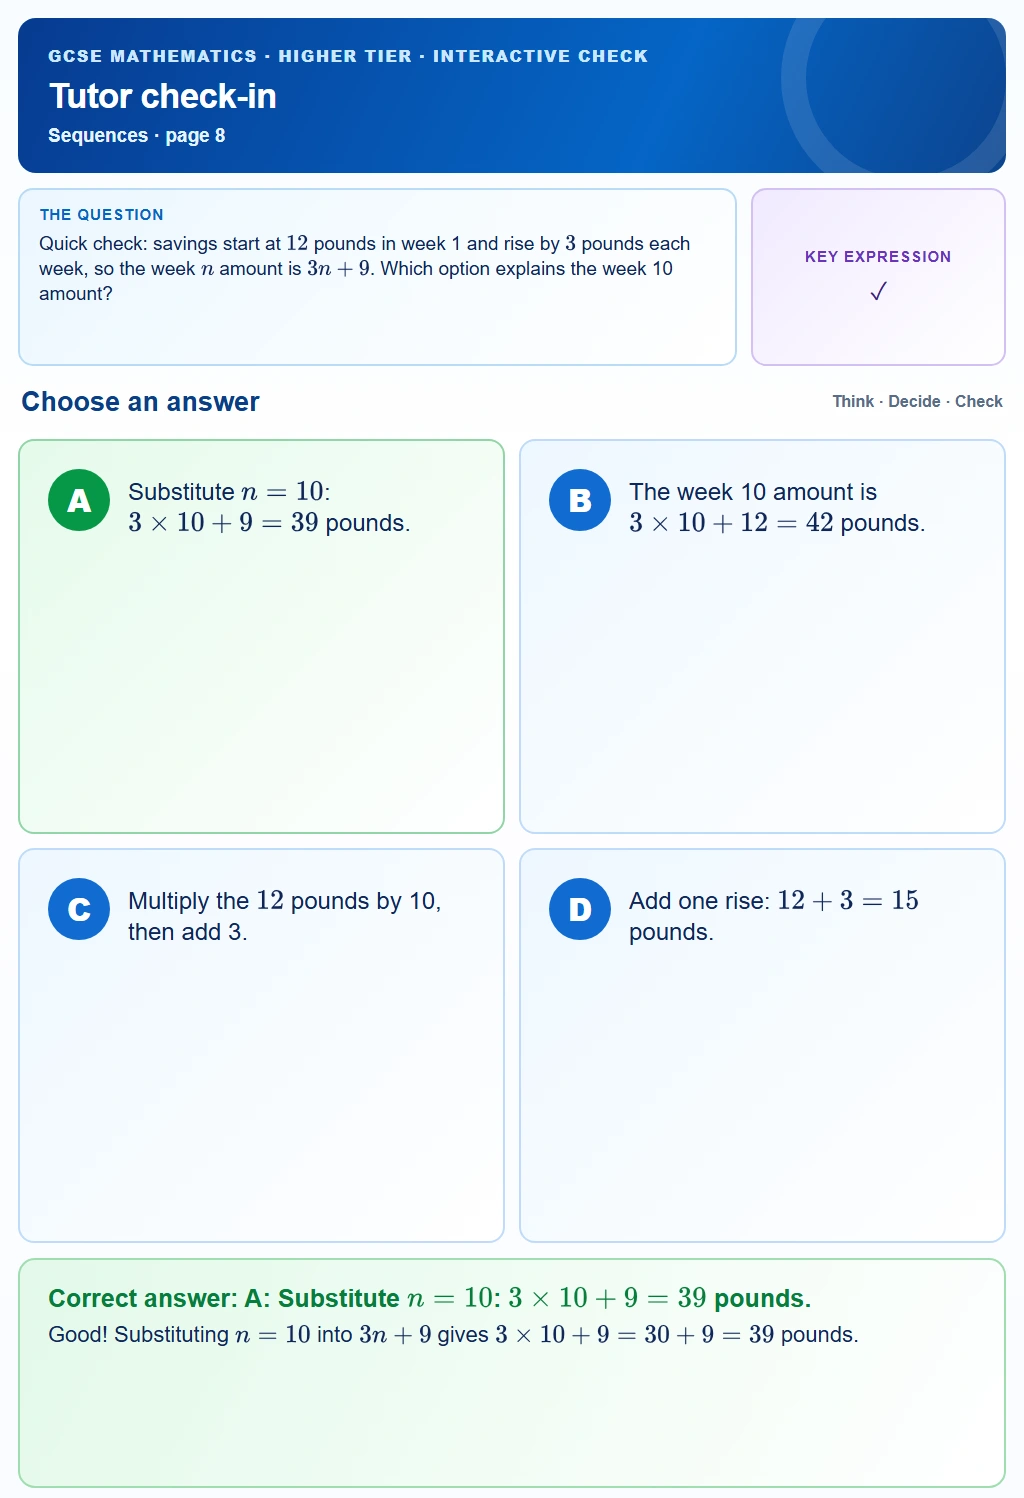 GCSE MATHEMATICS · HIGHER TIER · INTERACTIVE CHECK
Tutor check-in
Sequences · page 8
THE QUESTION
Quick check: savings start at 12 pounds in week 1 and rise by 3 pounds each
week, so the week n amount is 3n + 9. Which option explains the week 10
amount?
KEY EXPRESSION
✓
Choose an answer
Think · Decide · Check
A
Substitute n = 10:
3 × 10 + 9 = 39 pounds.
B
The week 10 amount is
3 × 10 + 12 = 42 pounds.
C
Multiply the 12 pounds by 10,
then add 3.
D
Add one rise: 12 + 3 = 15
pounds.
Correct answer: A: Substitute n = 10: 3 × 10 + 9 = 39 pounds.
Good! Substituting n = 10 into 3n + 9 gives 3 × 10 + 9 = 30 + 9 = 39 pounds.